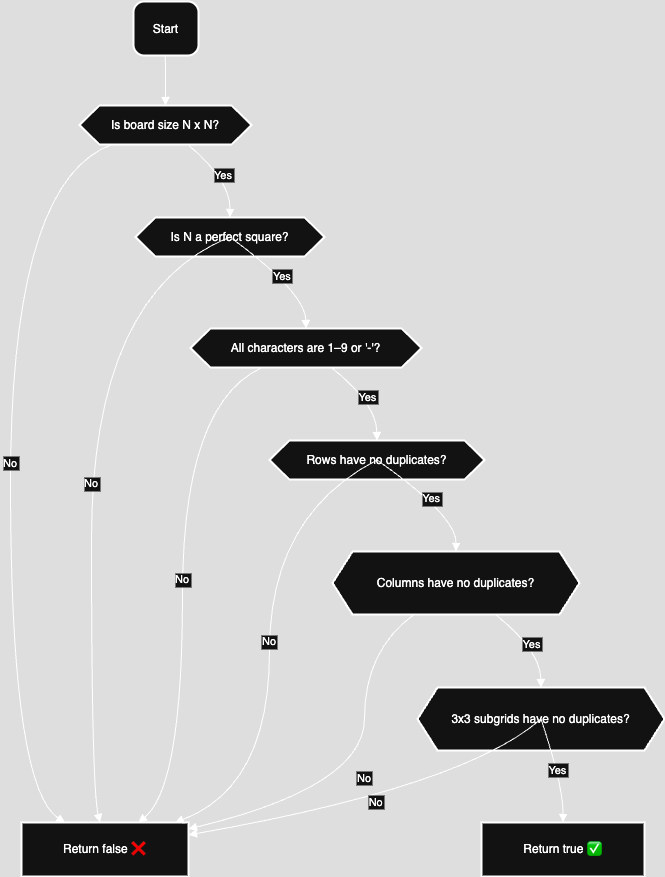 Start
Is board size N x N?
Yes
Is N a perfect square?
Yes
All characters are 1–9 or '-'?
Yes
Rows have no duplicates?
No
No
Yes
Columns have no duplicates?
No
No
Yes
3x3 subgrids have no duplicates?
Yes
No
No
Return false ❌
Return true ✅